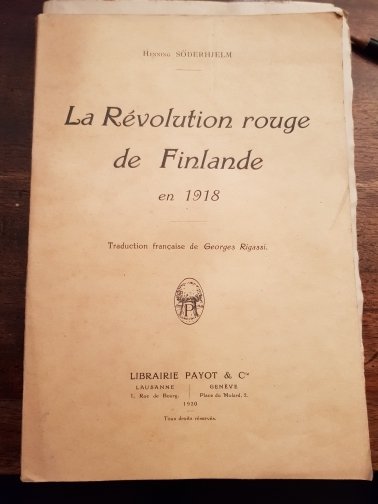 Henning SÖDERHJELM
La Révolution rouge
de Finlande
en 1918
Traduction française de Georges Rigassi.
P
LIBRAIRIE PAYOT & Cie
LAUSANNE GENÈVE
1, Rue de Bourg. Place du Molard, 2.
1920
Tous droits réservés.